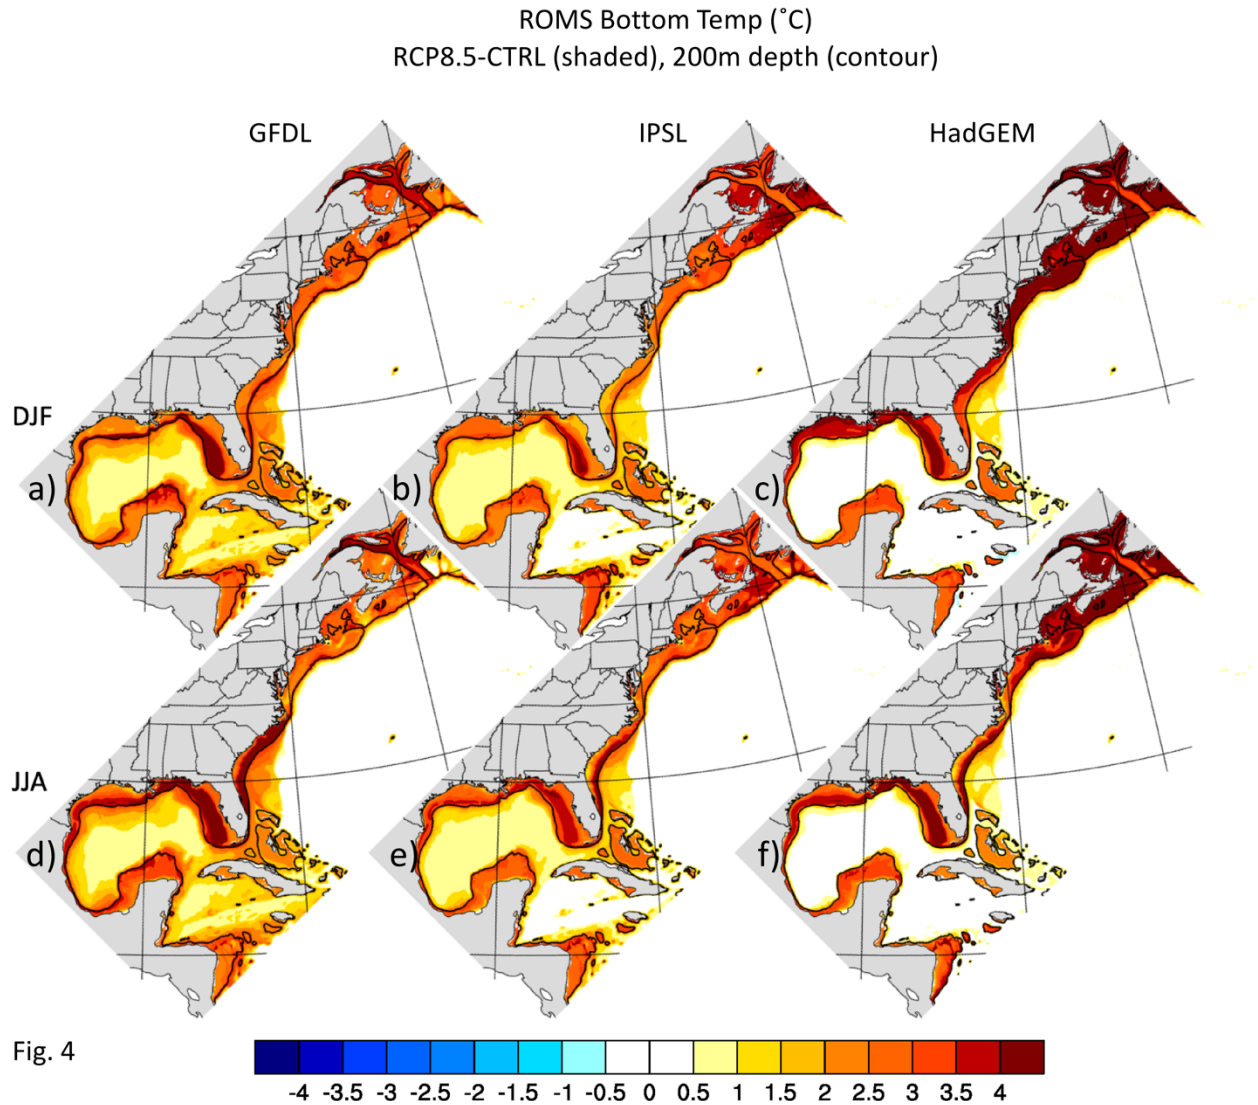 ROMS Bottom Temp (˚C)
RCP8.5-CTRL (shaded), 200m depth (contour)
GFDL IPSL HadGEM
DJF
a) b) c)
JJA
d) e) f)
Fig. 4
-4 -3.5 -3 -2.5 -2 -1.5 -1 -0.5 0 0.5 1 1.5 2 2.5 3 3.5 4